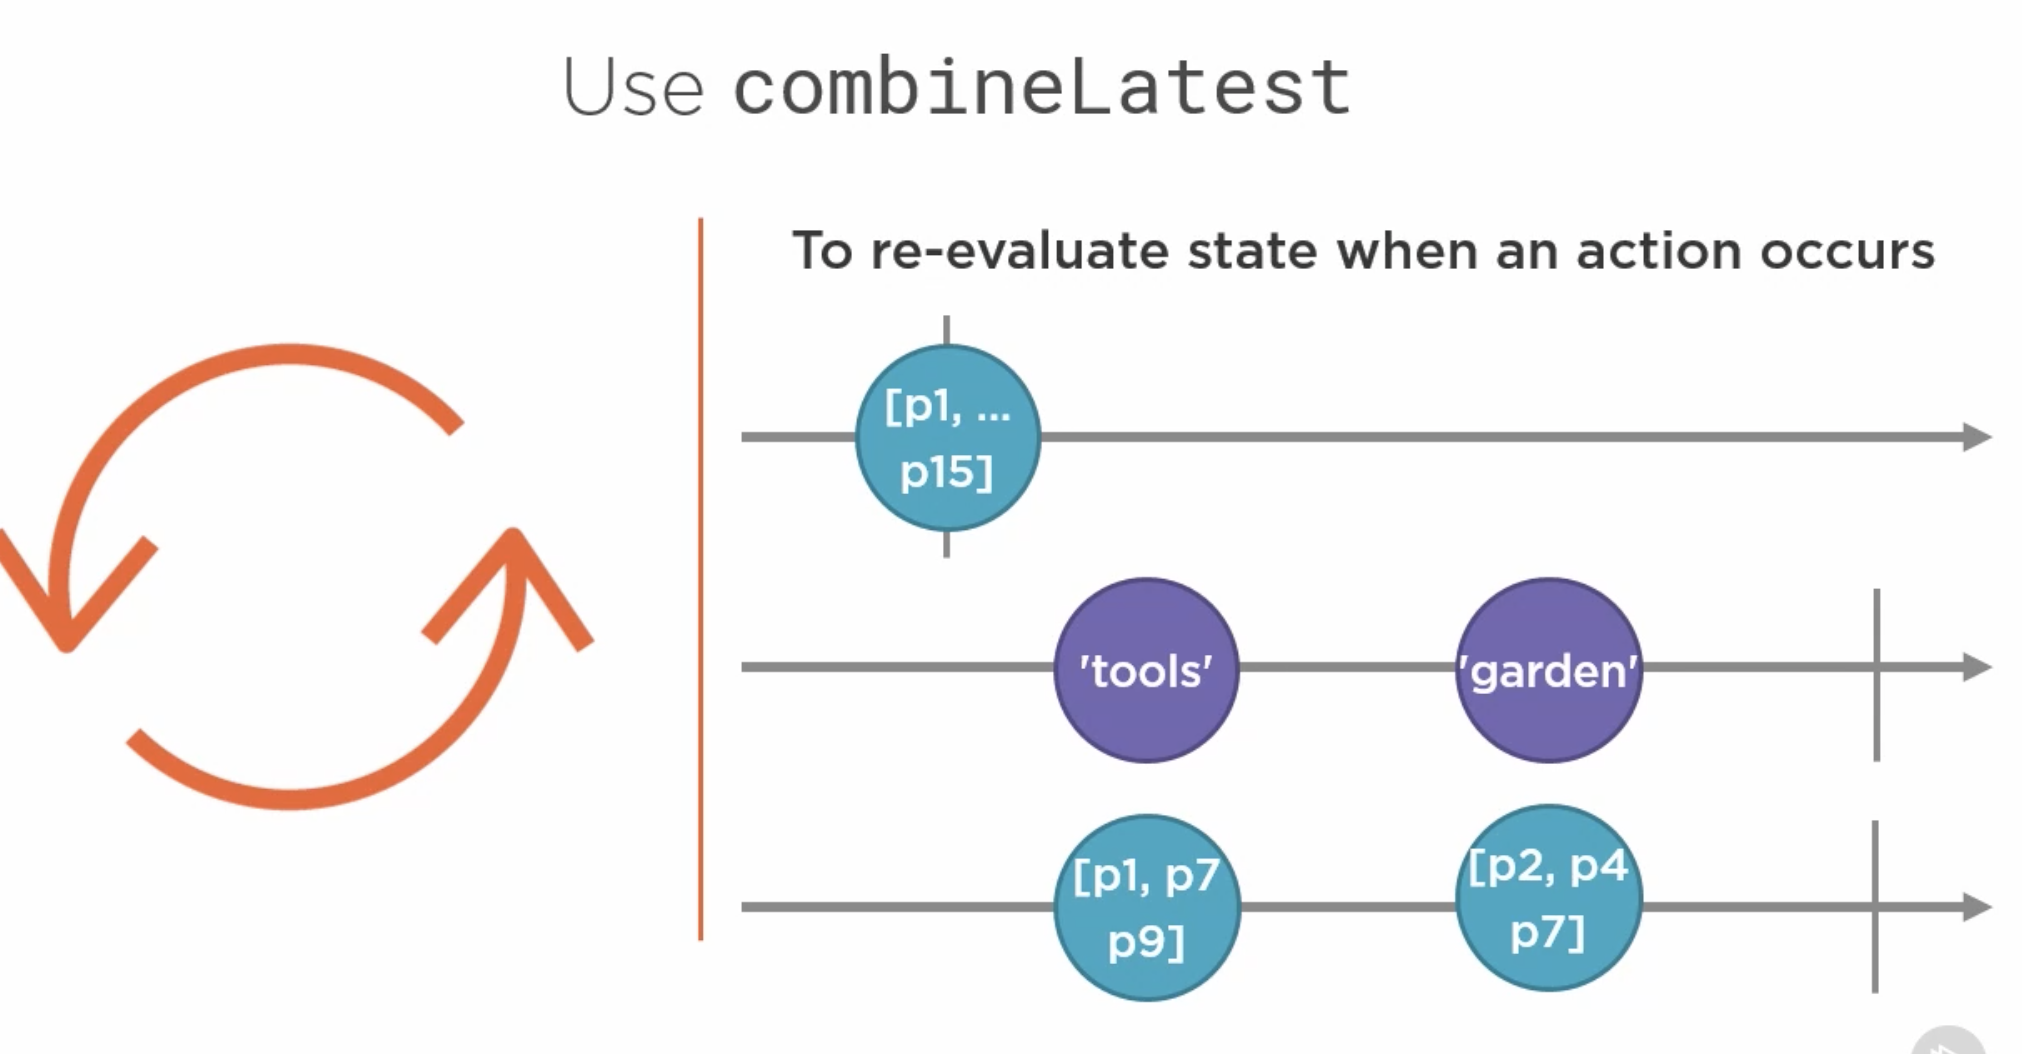 Use combineLatest
To re-evaluate state when an action occurs
[p1, ...
p15]
'tools'
'garden'
[p1, p7
p9]
[p2, p4
p7]